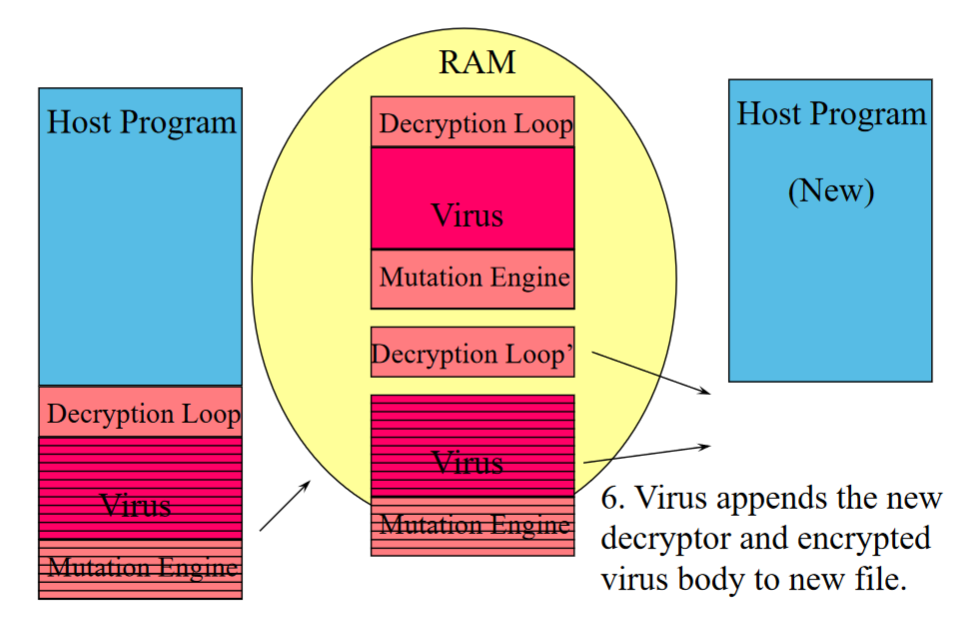 Host Program
Decryption Loop
Virus
Mutation Engine
RAM
Decryption Loop
Virus
Mutation Engine
Decryption Loop’
Virus
Mutation Engine
Host Program
(New)
6. Virus appends the new
decryptor and encrypted
virus body to new file.